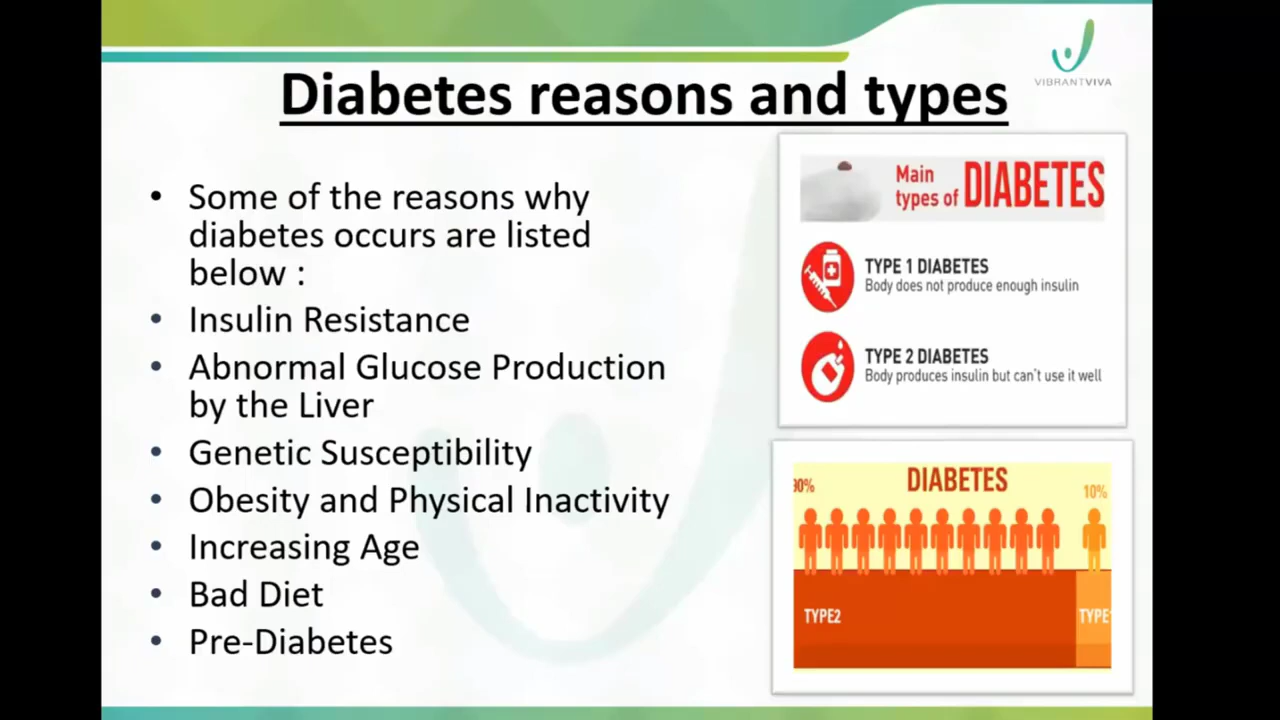 VIBRANTVIVA
Diabetes reasons and types
• Some of the reasons why
diabetes occurs are listed
below :
• Insulin Resistance
• Abnormal Glucose Production
by the Liver
• Genetic Susceptibility
• Obesity and Physical Inactivity
• Increasing Age
• Bad Diet
• Pre-Diabetes
Main
types of DIABETES
TYPE 1 DIABETES
Body does not produce enough insulin
TYPE 2 DIABETES
Body produces insulin but can't use it well
90% DIABETES 10%
TYPE2 TYPE